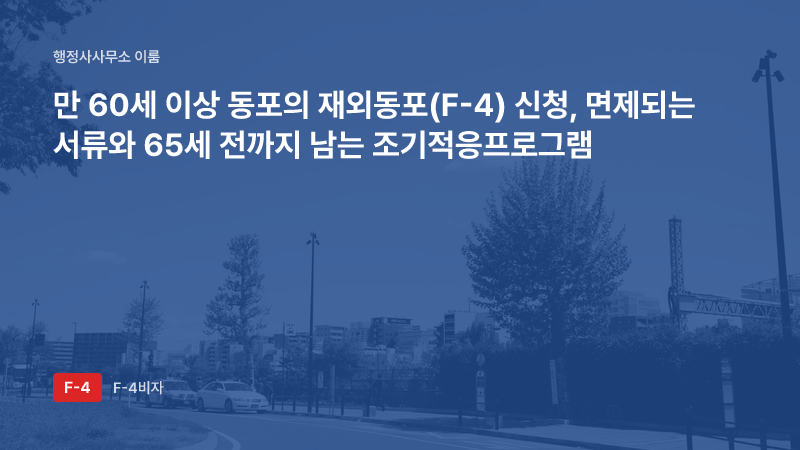 행정사사무소 이룸
만 60세 이상 동포의 재외동포(F-4) 신청, 면제되는
서류와 65세 전까지 남는 조기적응프로그램
F-4
F-4비자